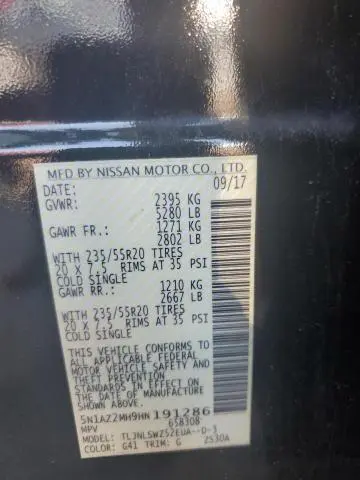 MFD BY NISSAN MOTOR CO., LTD.
DATE: 09/17
GVWR: 2395 KG
5280 LB
GAWR FR.: 1271 KG
2802 LB
WITH 235/55R20 TIRES
20 X 7.5 RIMS AT 35 PSI
COLD SINGLE
GAWR RR.: 1210 KG
2667 LB
WITH 235/55R20 TIRES
20 X 7.5 RIMS AT 35 PSI
COLD SINGLE
THIS VEHICLE CONFORMS TO
ALL APPLICABLE FEDERAL
MOTOR VEHICLE SAFETY, BUMPER,
AND THEFT PREVENTION
STANDARDS IN EFFECT ON
THE DATE OF MANUFACTURE
SHOWN ABOVE.
5N1AZ2MH9HN191286
MPV 658308
MODEL: TLJNLSWZ52EUA--D-3
COLOR: G41 TRIM: G 2S30A